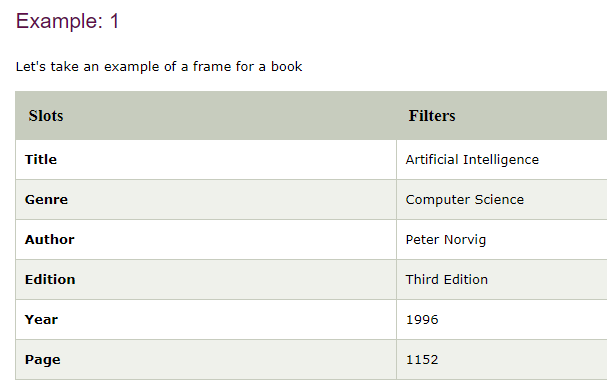 Example: 1
Let's take an example of a frame for a book
Slots Filters
Title Artificial Intelligence
Genre Computer Science
Author Peter Norvig
Edition Third Edition
Year 1996
Page 1152